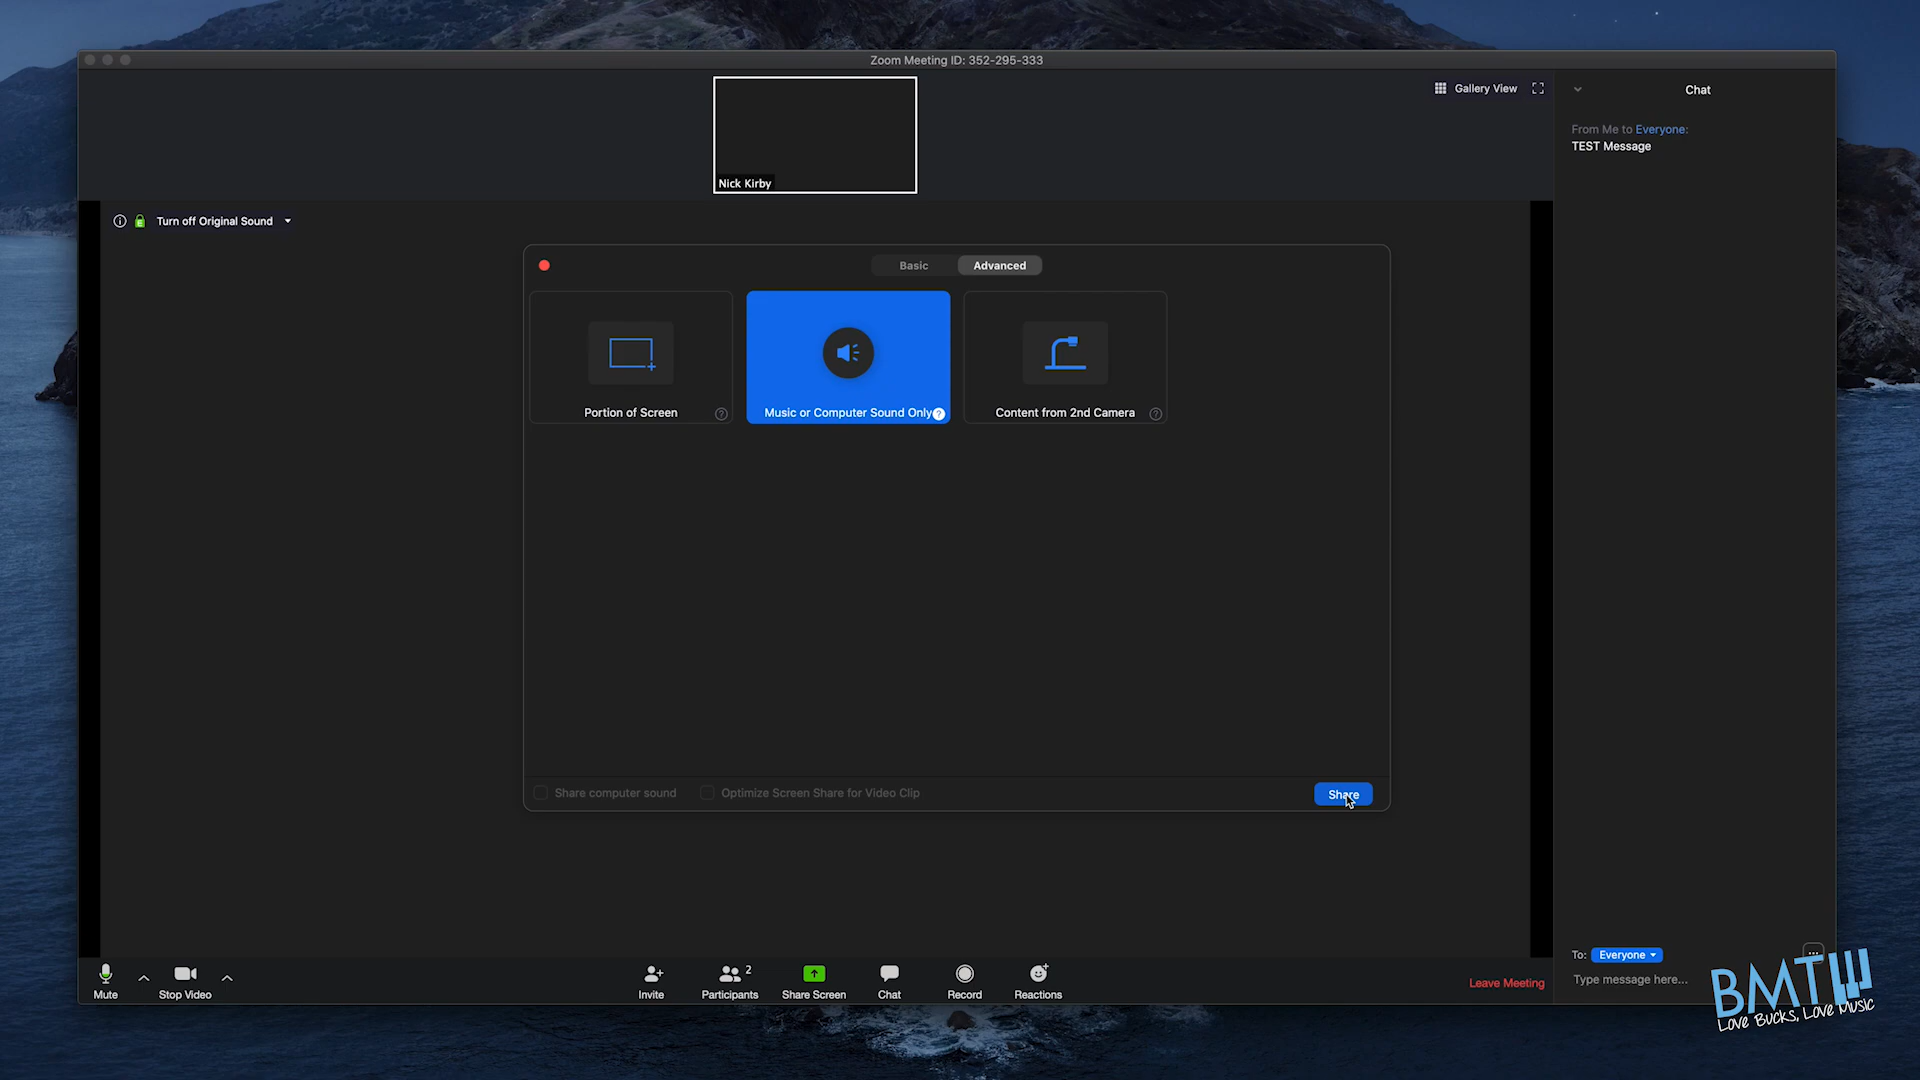 Zoom Meeting ID: 352-295-333
Gallery View
Chat
From Me to Everyone:
TEST Message
Nick Kirby
Turn off Original Sound
Basic
Advanced
Portion of Screen
Music or Computer Sound Only
Content from 2nd Camera
Share computer sound
Optimize Screen Share for Video Clip
Share
To: Everyone
Type message here...
Mute
Stop Video
Invite
Participants 2
Share Screen
Chat
Record
Reactions
Leave Meeting
BMT
Love Bucks, Love Music